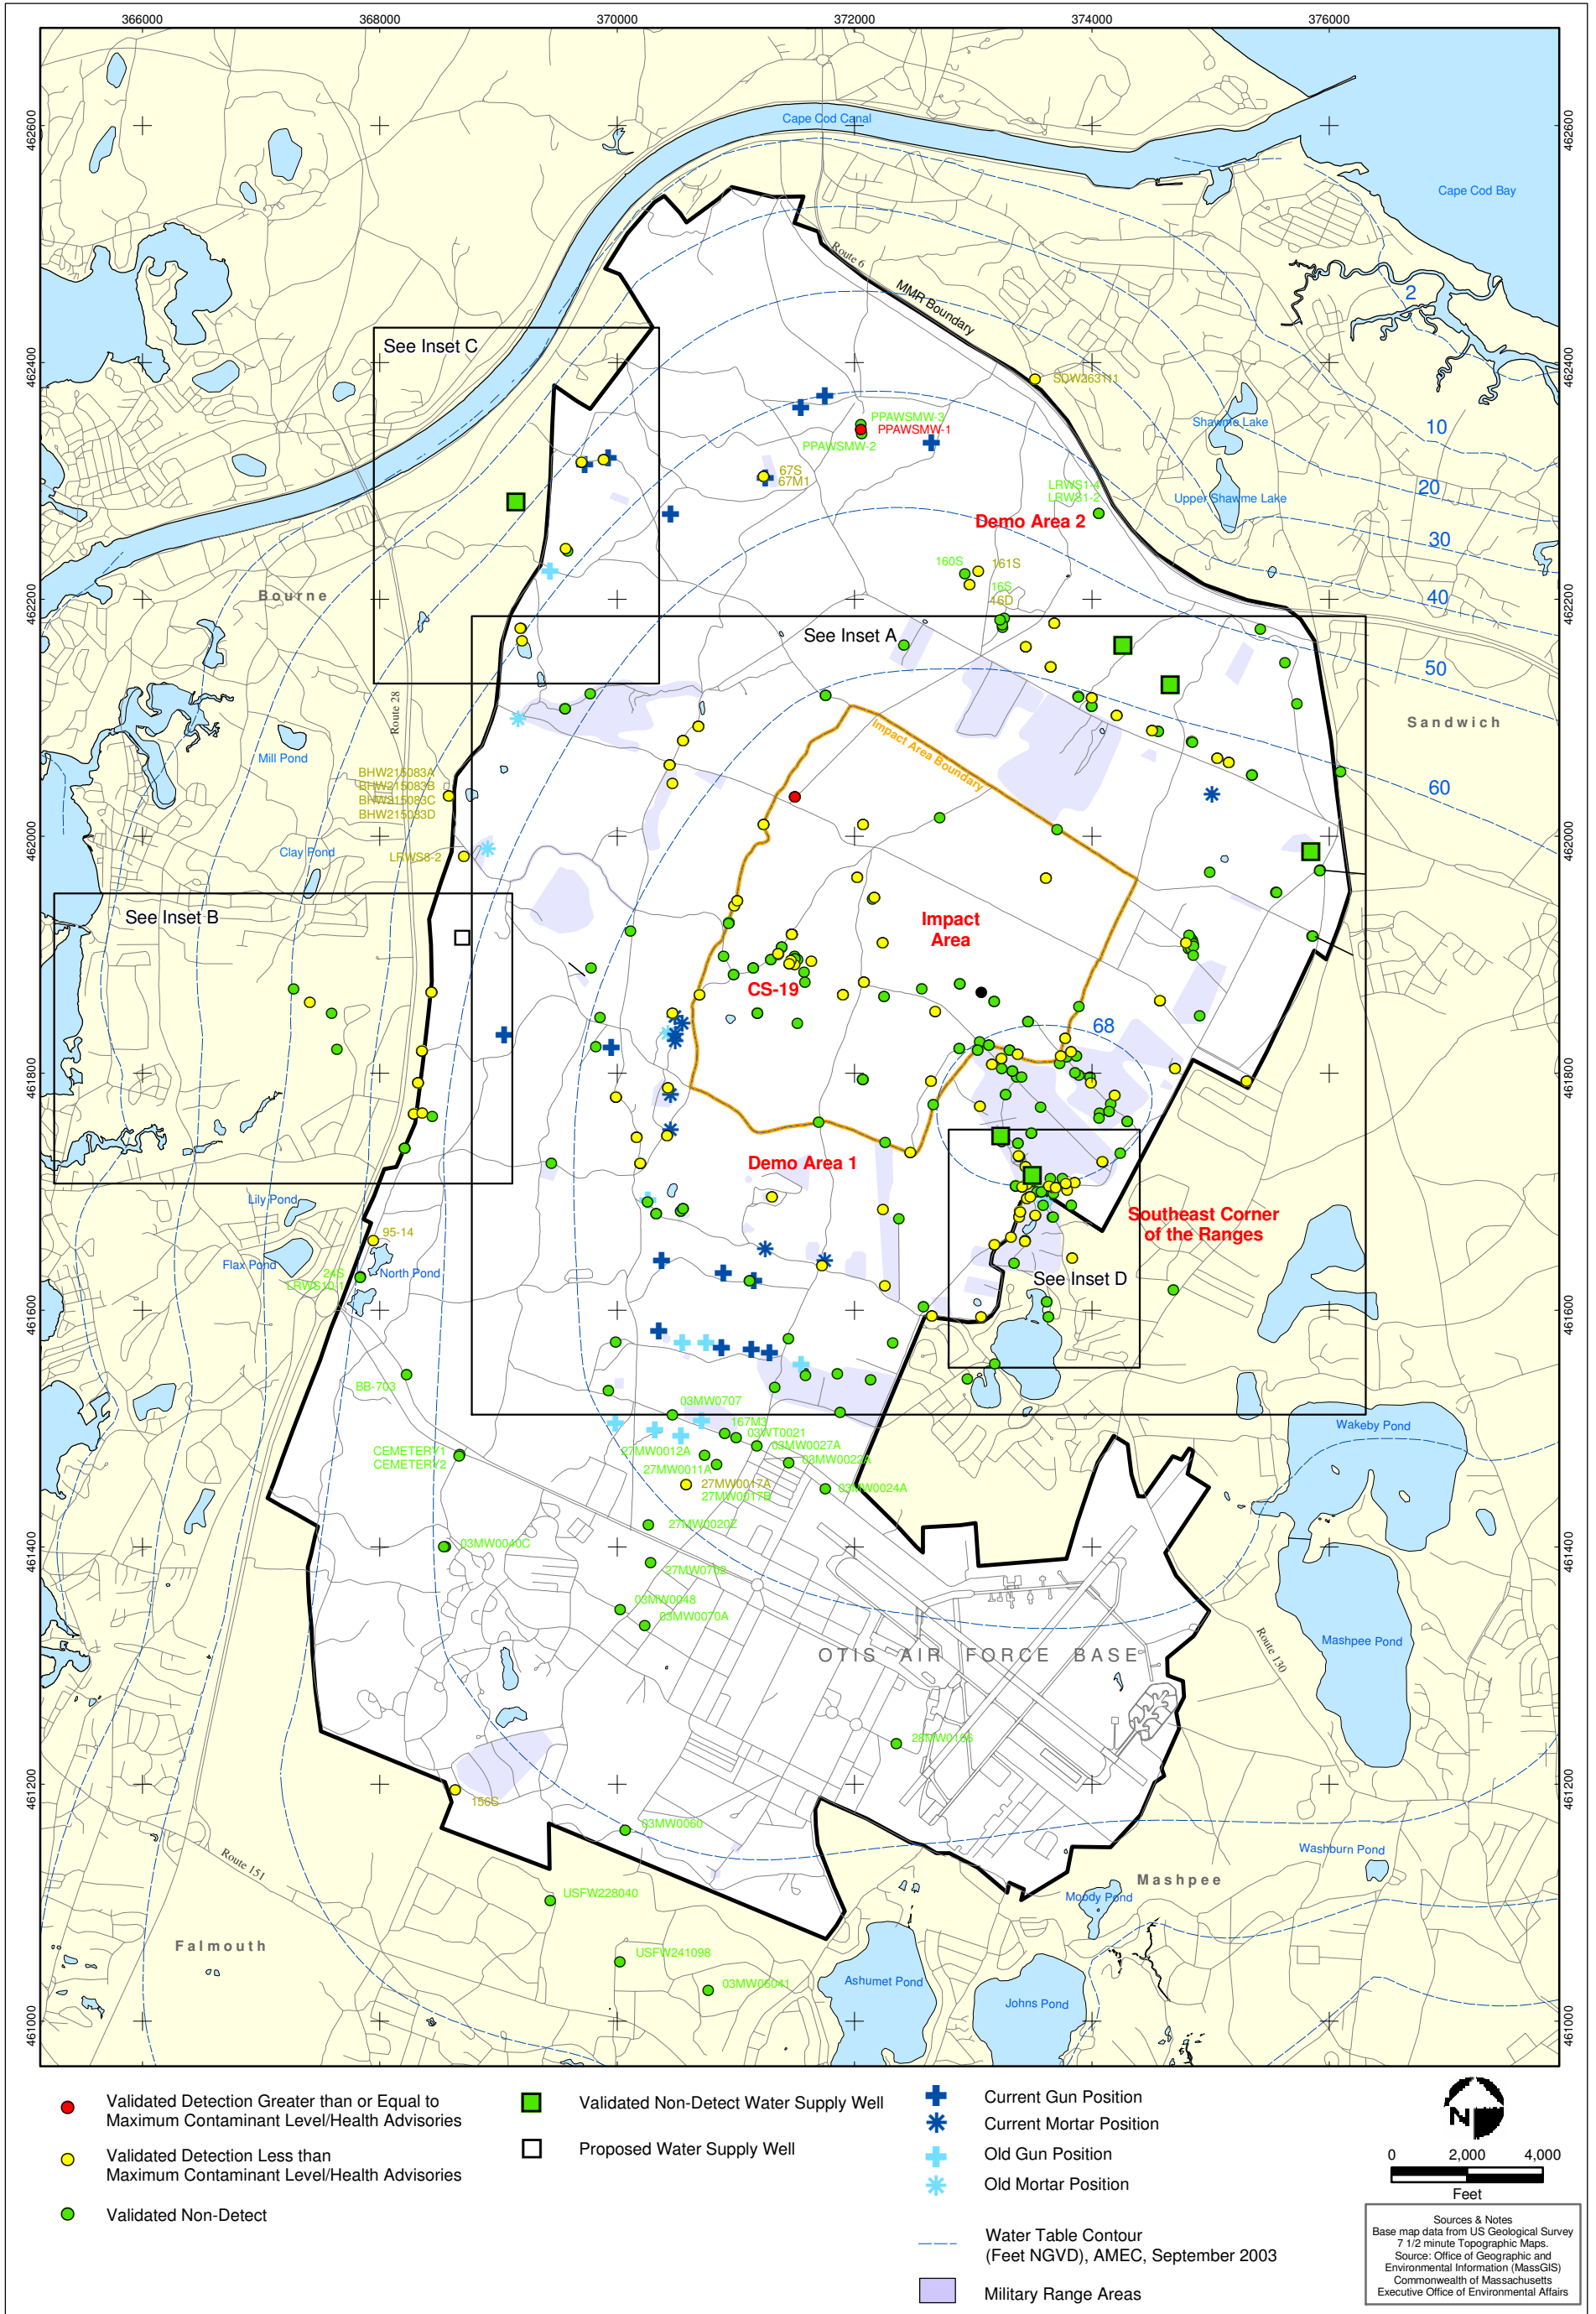 366000
368000
370000
372000
374000
376000
462600
462600
Cape Cod Canal
Cape Cod Bay
Route 6
MMR Boundary
2
See Inset C
462400
462400
SDW263111
PPAWSMW-3
PPAWSMW-1
PPAWSMW-2
Shawme Lake
10
67S
67M1
LRWS1-4
LRWS1-2
Upper Shawme Lake
20
Demo Area 2
30
160S
161S
16S
16D
40
Bourne
462200
462200
See Inset A
50
Route 28
Sandwich
Impact Area Boundary
Mill Pond
BHW215083A
BHW215083B
BHW215083C
BHW215083D
60
462000
462000
Clay Pond
LRWS8-2
See Inset B
Impact
Area
CS-19
68
461800
461800
Demo Area 1
Lily Pond
Southeast Corner
of the Ranges
95-14
Flax Pond
North Pond
24S
LRWS10-1
See Inset D
461600
461600
BB-703
03MW0707
167M3
03WT0021
Wakeby Pond
CEMETERY1
CEMETERY2
27MW0012A
03MW0027A
27MW0011A
03MW0022A
27MW0017A
27MW0017B
03MW0024A
27MW0020Z
461400
461400
03MW0040C
27MW0702
03MW0048
03MW0070A
OTIS AIR FORCE BASE
Route 130
Mashpee Pond
28MW0106
461200
461200
156S
03MW0060
Route 151
Washburn Pond
Mashpee
Moody Pond
USFW228040
Falmouth
USFW241098
03MW06041
Ashumet Pond
Johns Pond
461000
461000
Validated Detection Greater than or Equal to
Maximum Contaminant Level/Health Advisories
Validated Detection Less than
Maximum Contaminant Level/Health Advisories
Validated Non-Detect
Validated Non-Detect Water Supply Well
Proposed Water Supply Well
Current Gun Position
Current Mortar Position
Old Gun Position
Old Mortar Position
Water Table Contour
(Feet NGVD), AMEC, September 2003
Military Range Areas
N
0 2,000 4,000
Feet
Sources & Notes
Base map data from US Geological Survey
7 1/2 minute Topographic Maps.
Source: Office of Geographic and
Environmental Information (MassGIS)
Commonwealth of Massachusetts
Executive Office of Environmental Affairs